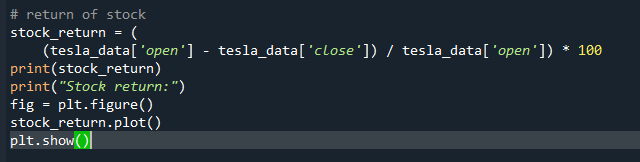 # return of stock
stock_return = (
    (tesla_data['open'] - tesla_data['close']) / tesla_data['open']) * 100
print(stock_return)
print("Stock return:")
fig = plt.figure()
stock_return.plot()
plt.show()